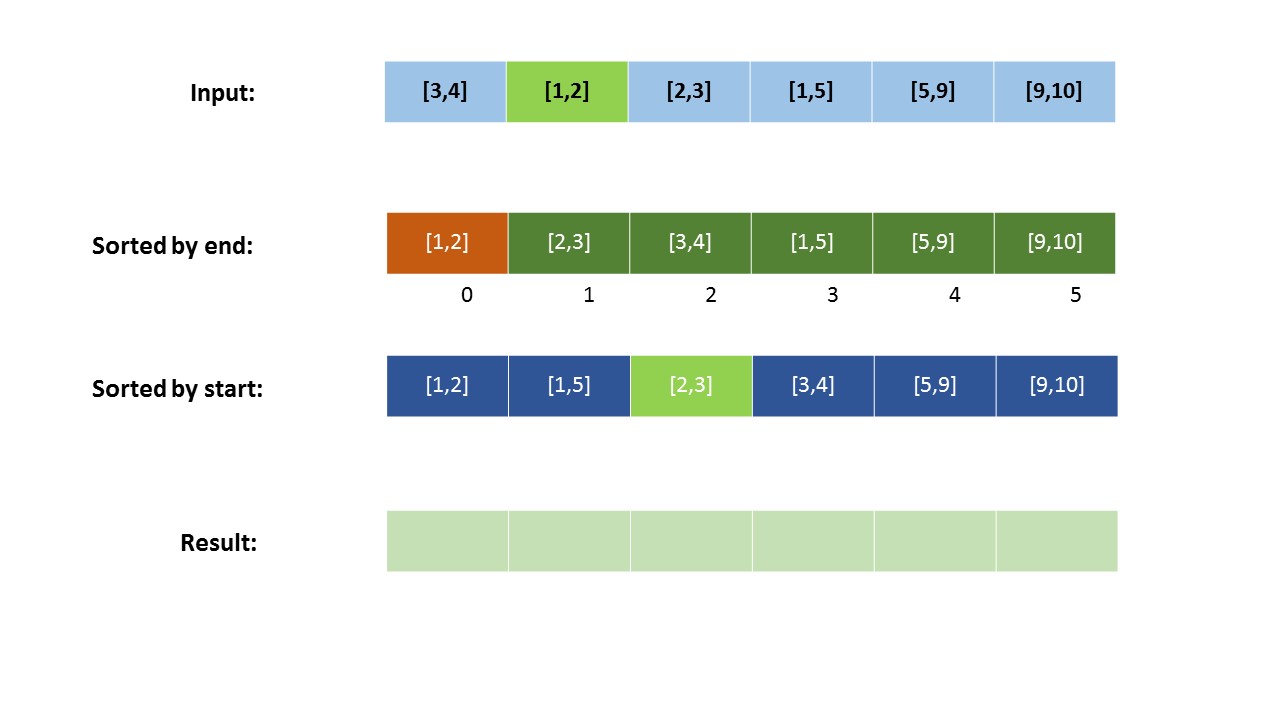 Input: [3,4] [1,2] [2,3] [1,5] [5,9] [9,10]
Sorted by end: [1,2] [2,3] [3,4] [1,5] [5,9] [9,10]
0 1 2 3 4 5
Sorted by start: [1,2] [1,5] [2,3] [3,4] [5,9] [9,10]
Result: